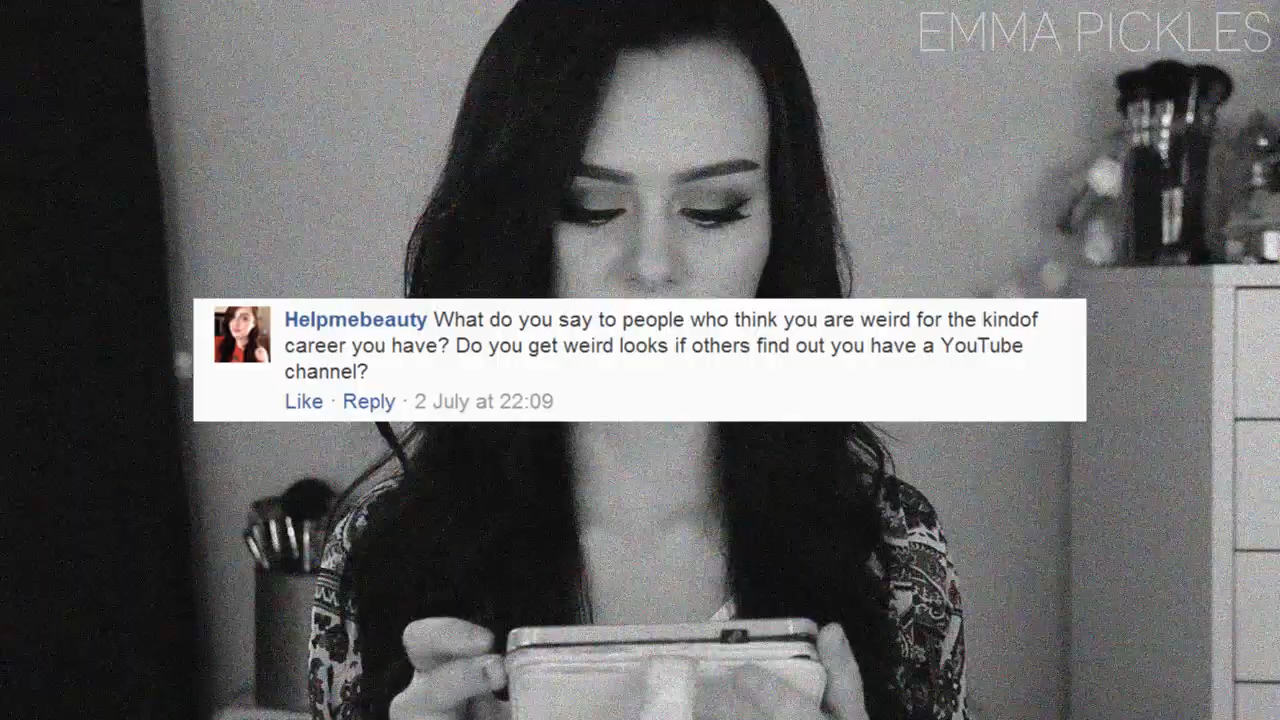 EMMA PICKLES
Helpmebeauty What do you say to people who think you are weird for the kindof
career you have? Do you get weird looks if others find out you have a YouTube
channel?
Like · Reply · 2 July at 22:09